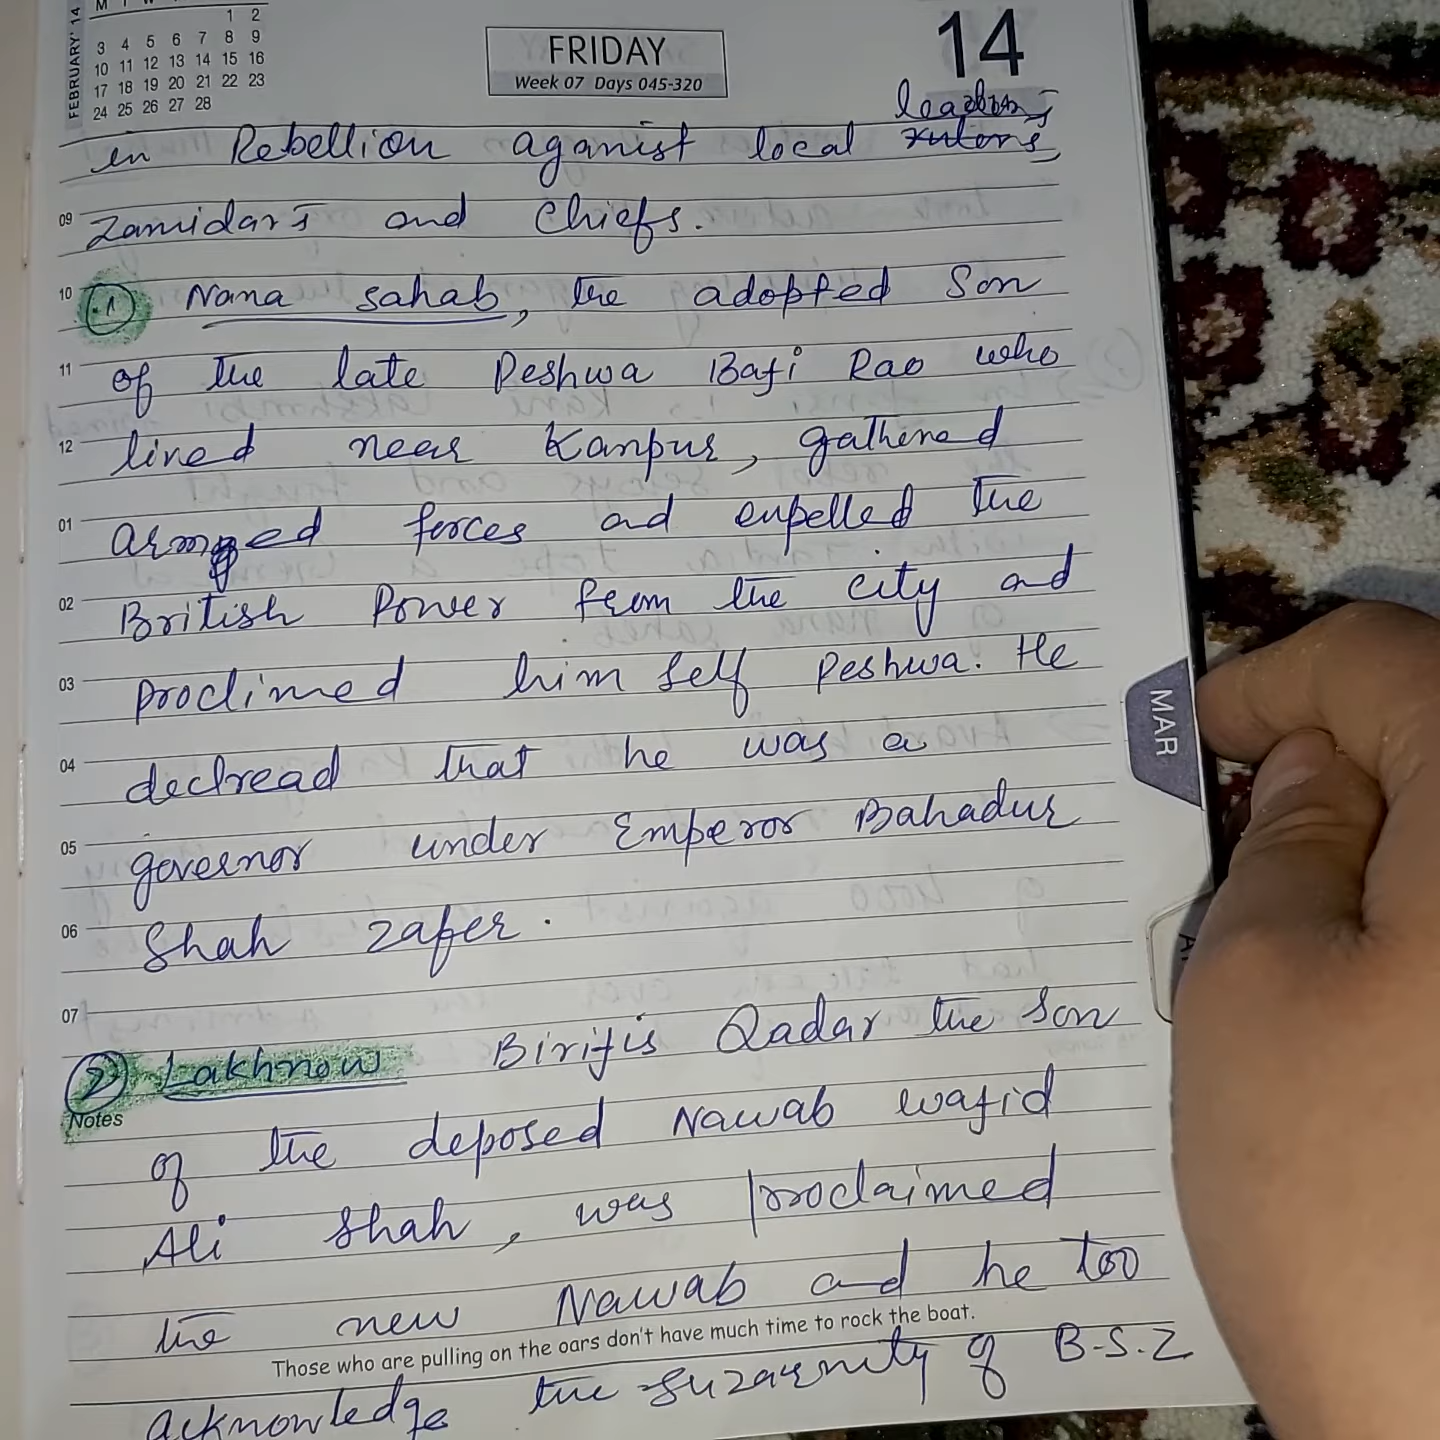 FEBRUARY' 14
1 2
3 4 5 6 7 8 9
10 11 12 13 14 15 16
17 18 19 20 21 22 23
24 25 26 27 28
FRIDAY
Week 07 Days 045-320
14
leaders
in Rebellion aganist local rulers,
09 Zamidars and Chiefs.
10 1 Nana sahab, the adopted Son
11 of the late Peshwa Baji Rao who
12 lived near Kanpur, gathered
01 armed forces and expelled the
02 British Power from the city and
03 proclimed him self Peshwa. He
04 declread that he was a
05 governor under Emperor Bahadur
06 Shah zafer.
07
2 Lakhnow Birijis Qadar the son
Notes
of the deposed Nawab wajid
Ali Shah, was proclaimed
the new Nawab and he too
Those who are pulling on the oars don't have much time to rock the boat.
acknowledge the suzarnity of B.S.Z
MAR
A